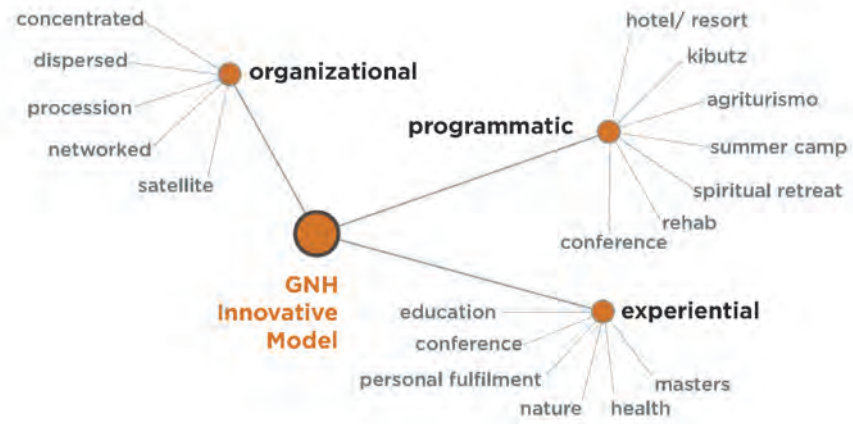 concentrated
dispersed
procession
networked
satellite
organizational
hotel/ resort
kibutz
agriturismo
summer camp
spiritual retreat
rehab
conference
programmatic
GNH
Innovative
Model
education
conference
personal fulfilment
nature
health
masters
experiential